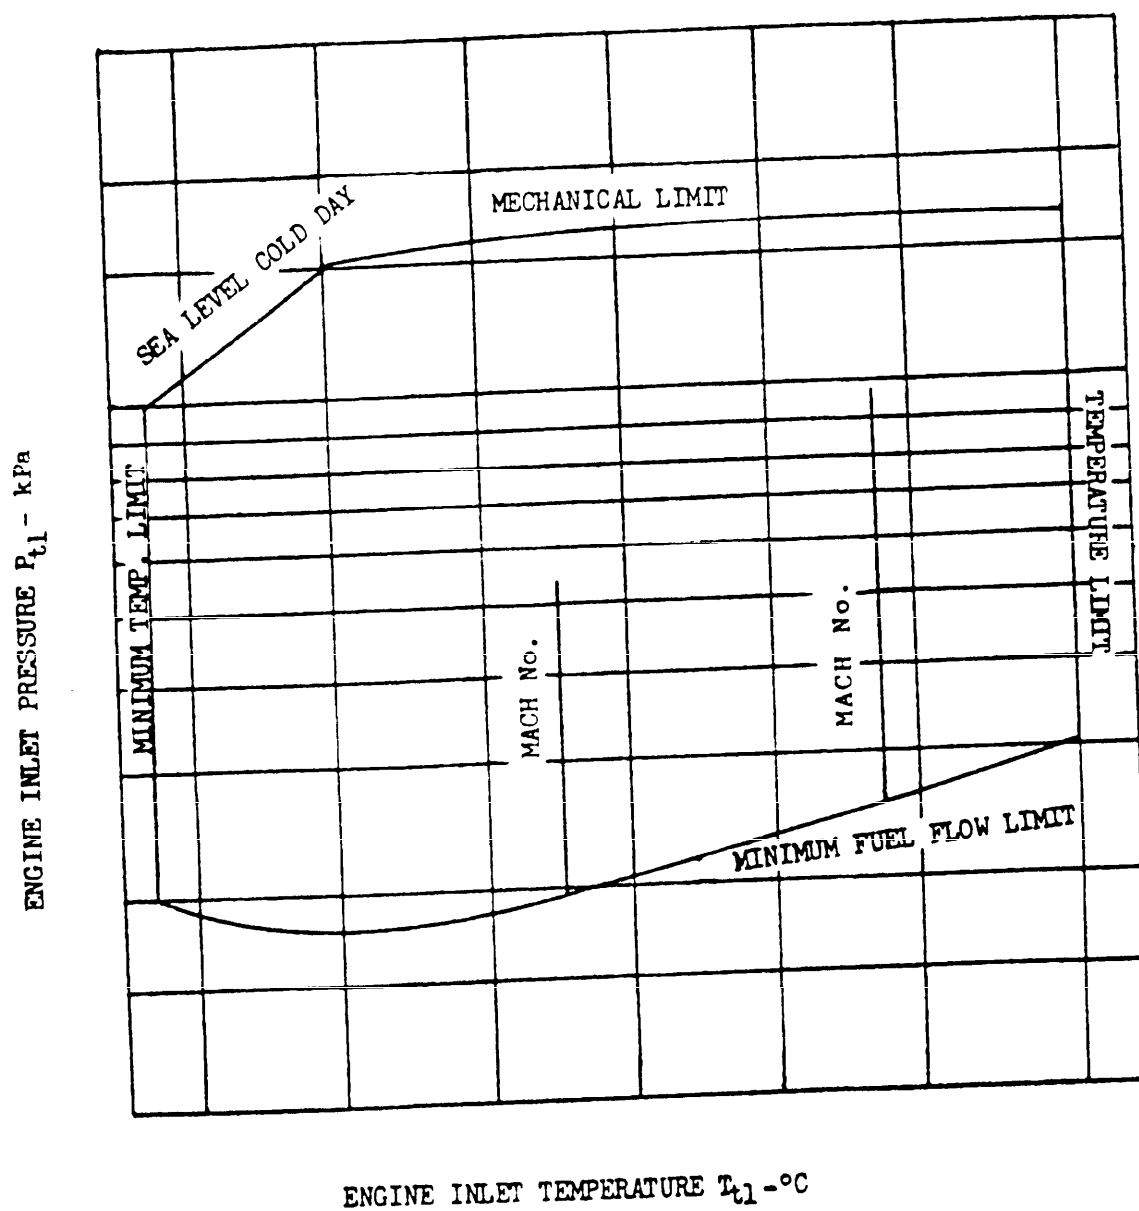 SEA LEVEL COLD DAY
MECHANICAL LIMIT
MINIMUM TEMP. LIMIT
MACH No.
MACH No.
TEMPERATURE LIMIT
MINIMUM FUEL FLOW LIMIT
ENGINE INLET PRESSURE Pt1 - kPa
ENGINE INLET TEMPERATURE Tt1 - °C